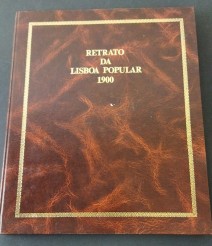 RETRATO
DA
LISBOA POPULAR
1900